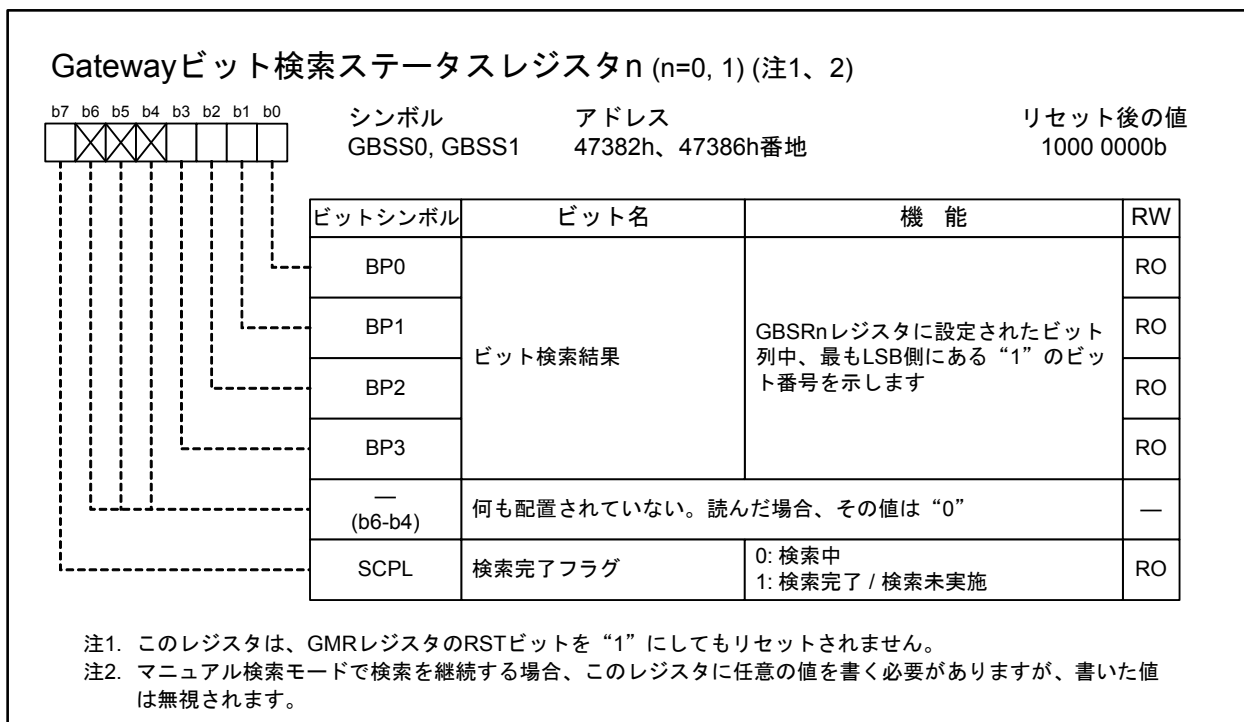 Gatewayビット検索ステータスレジスタn (n=0, 1) (注1、2)
b7 b6 b5 b4 b3 b2 b1 b0
シンボル アドレス リセット後の値
GBSS0, GBSS1 47382h、47386h番地 1000 0000b
ビットシンボル ビット名 機 能 RW
BP0 RO
BP1 RO
ビット検索結果
GBSRnレジスタに設定されたビット
列中、最もLSB側にある“1”のビッ
ト番号を示します
BP2 RO
BP3 RO
—
(b6-b4)
何も配置されていない。読んだ場合、その値は“0” —
SCPL 検索完了フラグ
0: 検索中
1: 検索完了 / 検索未実施
RO
注1. このレジスタは、GMRレジスタのRSTビットを“1”にしてもリセットされません。
注2. マニュアル検索モードで検索を継続する場合、このレジスタに任意の値を書く必要がありますが、書いた値
は無視されます。